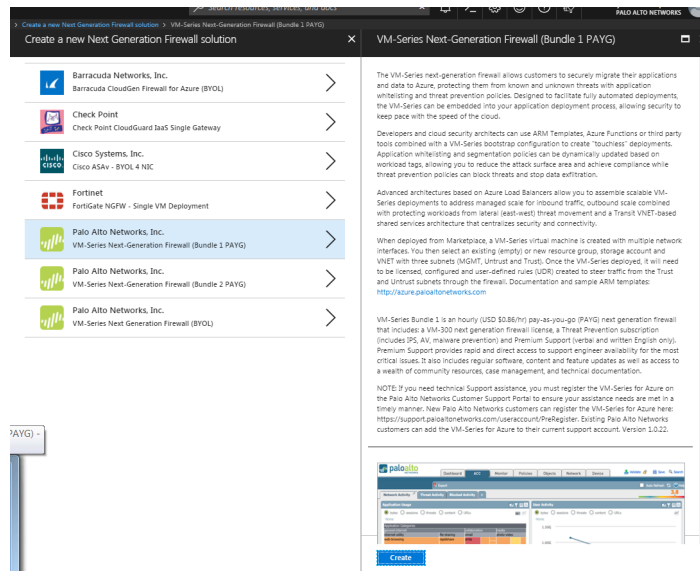 Search resources, services, and docs
PALO ALTO NETWORKS
> Create a new Next Generation Firewall solution > VM-Series Next-Generation Firewall (Bundle 1 PAYG)
Create a new Next Generation Firewall solution
Barracuda Networks, Inc.
Barracuda CloudGen Firewall for Azure (BYOL)
Check Point
Check Point CloudGuard IaaS Single Gateway
Cisco Systems, Inc.
Cisco ASAv - BYOL 4 NIC
Fortinet
FortiGate NGFW - Single VM Deployment
Palo Alto Networks, Inc.
VM-Series Next-Generation Firewall (Bundle 1 PAYG)
Palo Alto Networks, Inc.
VM-Series Next-Generation Firewall (Bundle 2 PAYG)
Palo Alto Networks, Inc.
VM-Series Next Generation Firewall (BYOL)
PAYG) -
VM-Series Next-Generation Firewall (Bundle 1 PAYG)
The VM-Series next-generation firewall allows customers to securely migrate their applications
and data to Azure, protecting them from known and unknown threats with application
whitelisting and threat prevention policies. Designed to facilitate fully automated deployments,
the VM-Series can be embedded into your application deployment process, allowing security to
keep pace with the speed of the cloud.
Developers and cloud security architects can use ARM Templates, Azure Functions or third party
tools combined with a VM-Series bootstrap configuration to create "touchless" deployments.
Application whitelisting and segmentation policies can be dynamically updated based on
workload tags, allowing you to reduce the attack surface area and achieve compliance while
threat prevention policies can block threats and stop data exfiltration.
Advanced architectures based on Azure Load Balancers allow you to assemble scalable VM-
Series deployments to address managed scale for inbound traffic, outbound scale combined
with protecting workloads from lateral (east-west) threat movement and a Transit VNET-based
shared services architecture that centralizes security and connectivity.
When deployed from Marketplace, a VM-Series virtual machine is created with multiple network
interfaces. You then select an existing (empty) or new resource group, storage account and
VNET with three subnets (MGMT, Untrust and Trust). Once the VM-Series deployed, it will need
to be licensed, configured and user-defined rules (UDR) created to steer traffic from the Trust
and Untrust subnets through the firewall. Documentation and sample ARM templates:
http://azure.paloaltonetworks.com
VM-Series Bundle 1 is an hourly (USD $0.86/hr) pay-as-you-go (PAYG) next generation firewall
that includes: a VM-300 next generation firewall license, a Threat Prevention subscription
(includes IPS, AV, malware prevention) and Premium Support (verbal and written English only).
Premium Support provides rapid and direct access to support engineer availability for the most
critical issues. It also includes regular software, content and feature updates as well as access to
a wealth of community resources, case management, and technical documentation.
NOTE: If you need technical Support assistance, you must register the VM-Series for Azure on
the Palo Alto Networks Customer Support Portal to ensure your assistance needs are met in a
timely manner. New Palo Alto Networks customers can register the VM-Series for Azure here:
https://support.paloaltonetworks.com/useraccount/PreRegister. Existing Palo Alto Networks
customers can add the VM-Series for Azure to their current support account. Version 1.0.22.
paloalto
Dashboard ACC Monitor Policies Objects Network Device
Save Search
Network Activity Threat Activity Blocked Activity
3.8
Application Usage
User Activity
Create